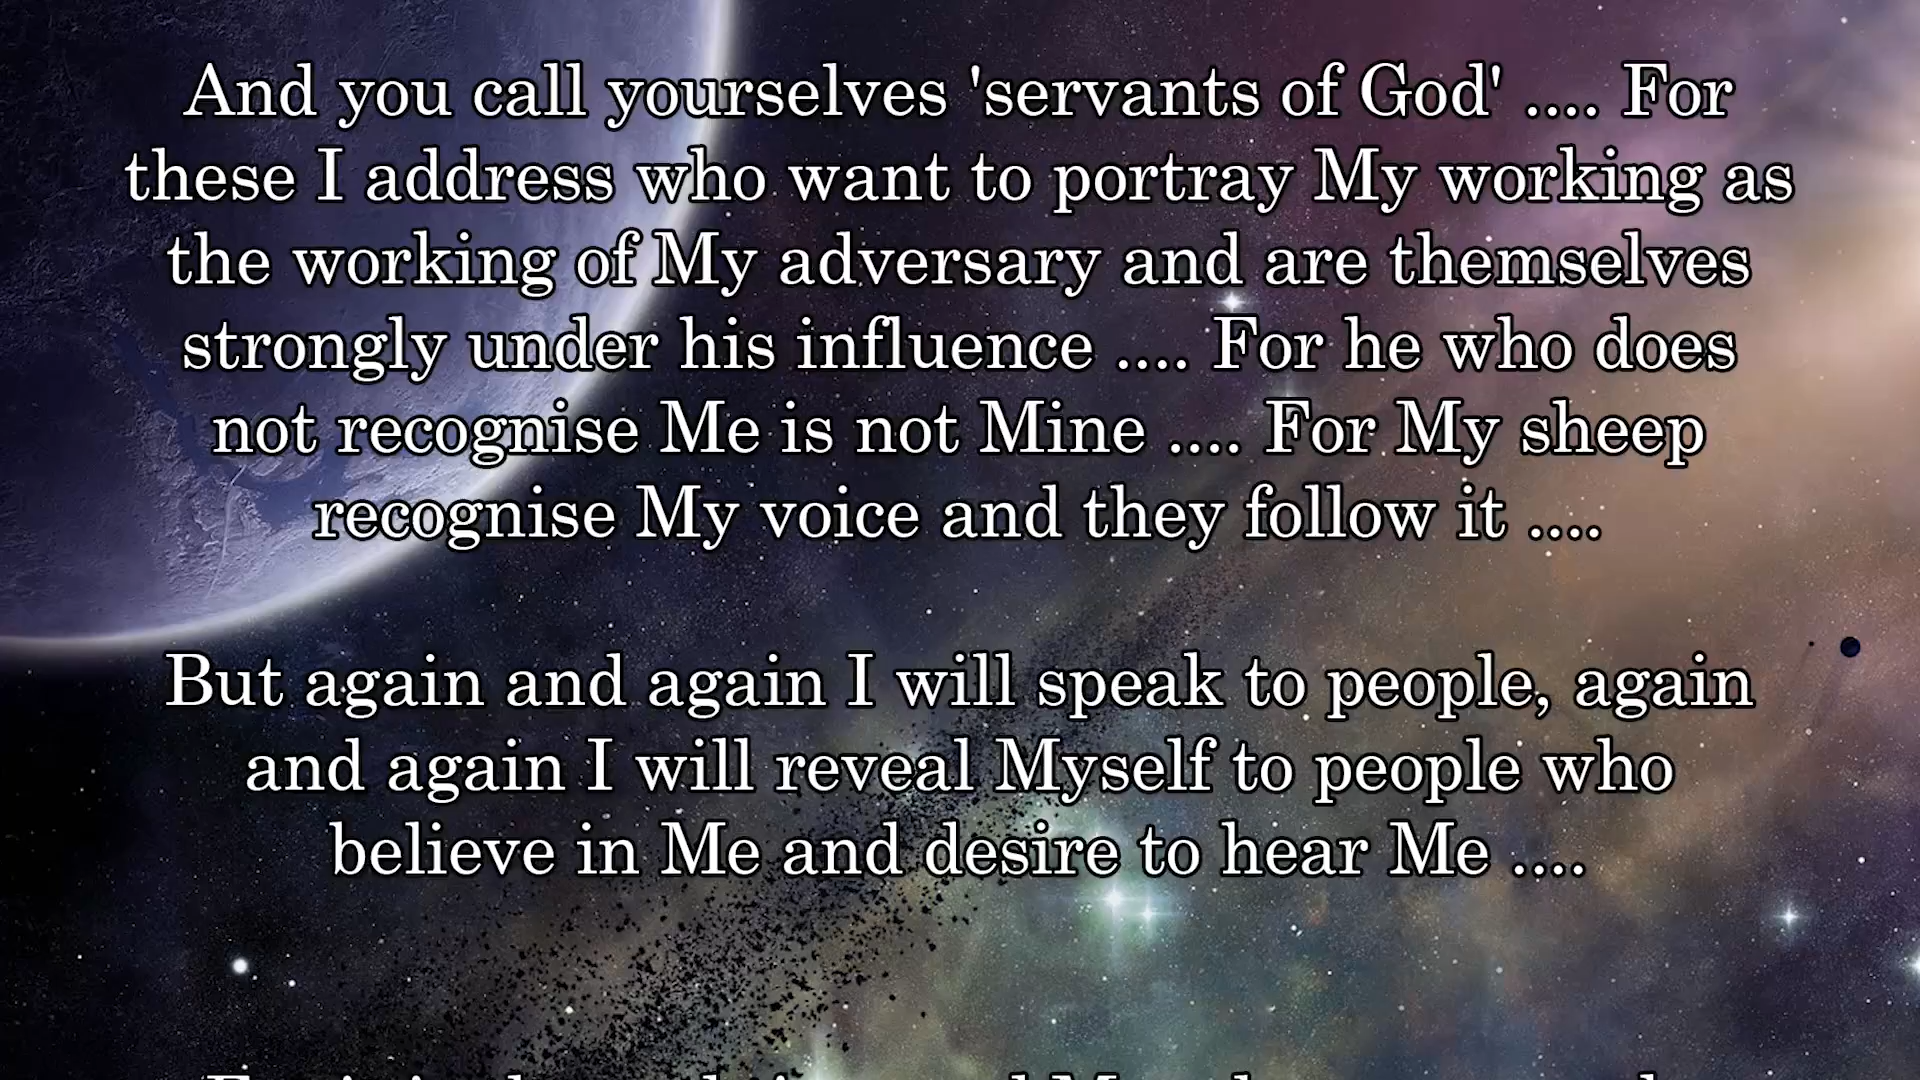 And you call yourselves 'servants of God' .... For
these I address who want to portray My working as
the working of My adversary and are themselves
strongly under his influence .... For he who does
not recognise Me is not Mine .... For My sheep
recognise My voice and they follow it ....
But again and again I will speak to people, again
and again I will reveal Myself to people who
believe in Me and desire to hear Me ....